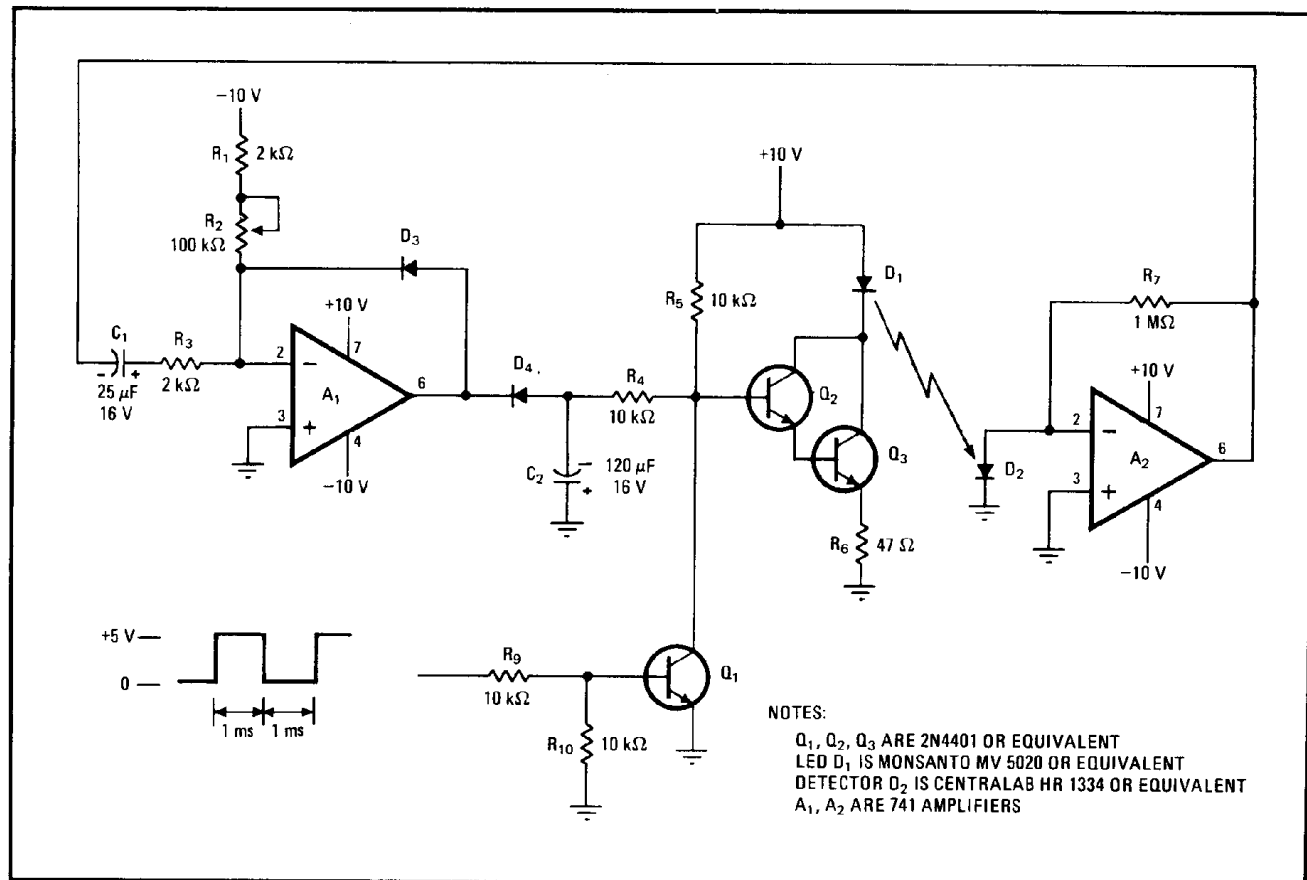 −10 V
R1
2 kΩ
R2
100 kΩ
D3
C1
− +
25 μF
16 V
R3
2 kΩ
+10 V
2
7
−
A1
6
3
+
4
−10 V
D4
R4
10 kΩ
C2
−
+
120 μF
16 V
+10 V
R5
10 kΩ
D1
Q2
Q3
R6
47 Ω
D2
R7
1 MΩ
+10 V
2
7
−
A2
6
3
+
4
−10 V
+5 V
0
1 ms
1 ms
R9
10 kΩ
R10
10 kΩ
Q1
NOTES:
Q1, Q2, Q3 ARE 2N4401 OR EQUIVALENT
LED D1 IS MONSANTO MV 5020 OR EQUIVALENT
DETECTOR D2 IS CENTRALAB HR 1334 OR EQUIVALENT
A1, A2 ARE 741 AMPLIFIERS